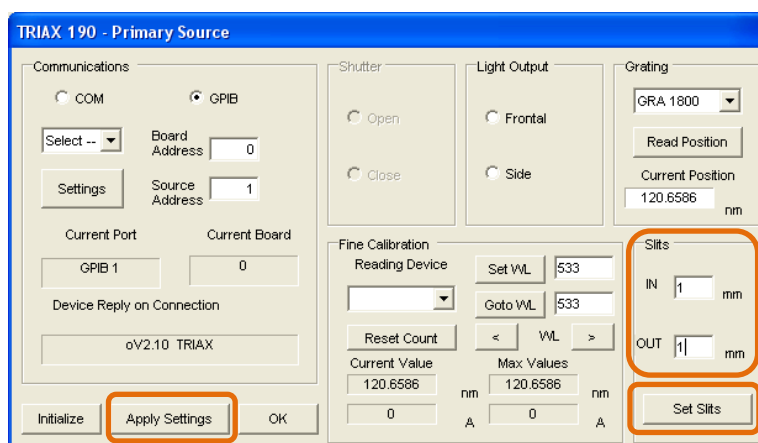 TRIAX 190 - Primary Source
Communications
COM
GPIB
Select --
Board Address
0
Settings
Source Address
1
Current Port
Current Board
GPIB 1
0
Device Reply on Connection
oV2.10 TRIAX
Initialize
Apply Settings
OK
Shutter
Open
Close
Light Output
Frontal
Side
Grating
GRA 1800
Read Position
Current Position
120.6586
nm
Fine Calibration
Reading Device
Set WL
533
Goto WL
533
Reset Count
< WL >
Current Value
Max Values
120.6586 nm
120.6586 nm
0 A
0 A
Slits
IN 1 mm
OUT 1 mm
Set Slits